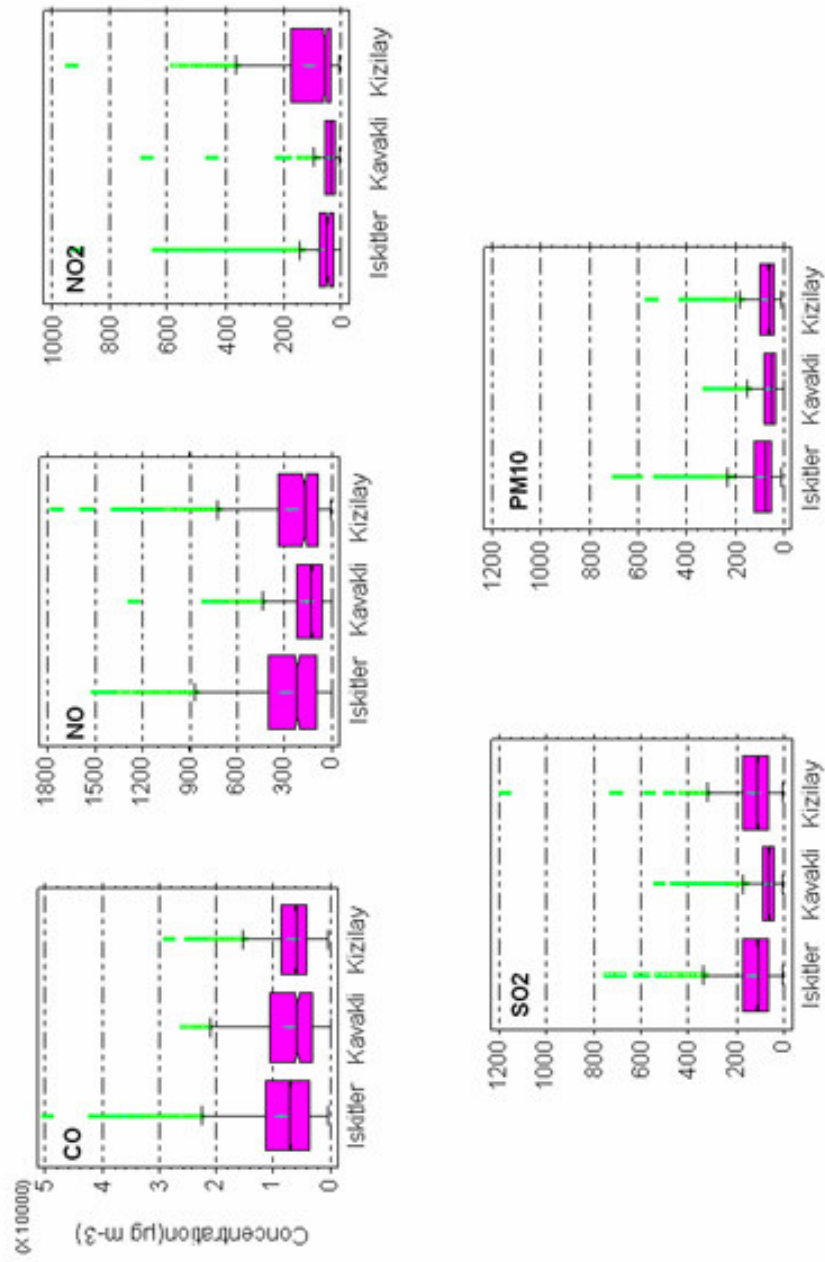 (X 10000)
Concentration(µg m-3)
CO
5
4
3
2
1
0
Iskitler Kavakli Kizilay
NO
1800
1500
1200
900
600
300
0
Iskitler Kavakli Kizilay
NO2
1000
800
600
400
200
0
Iskitler Kavakli Kizilay
SO2
1200
1000
800
600
400
200
0
Iskitler Kavakli Kizilay
PM10
1200
1000
800
600
400
200
0
Iskitler Kavakli Kizilay